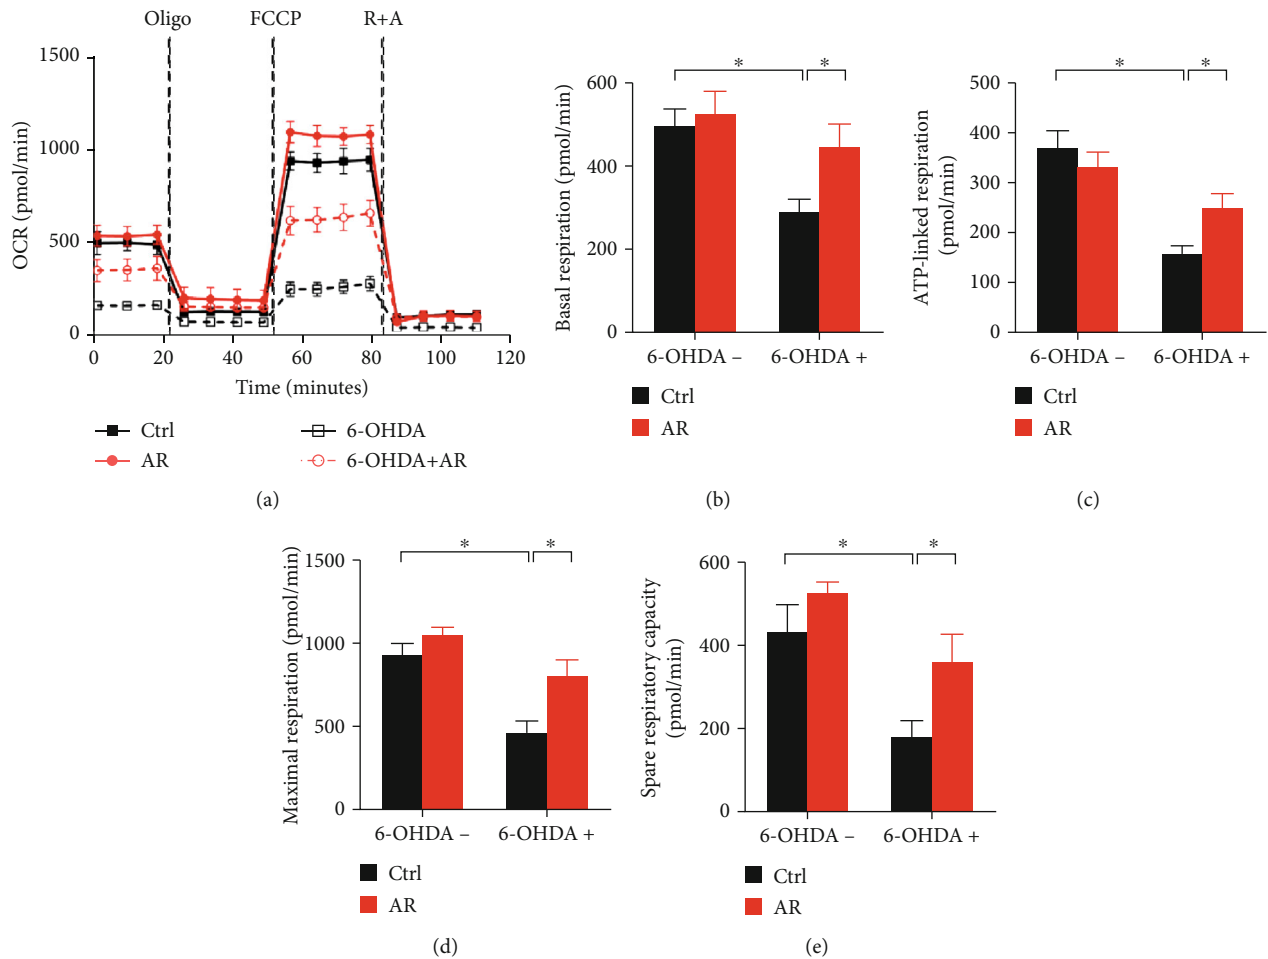 Oligo FCCP R+A
1500
1000
500
0
OCR (pmol/min)
0 20 40 60 80 100 120
Time (minutes)
Ctrl 6-OHDA
AR 6-OHDA+AR
(a)
* *
600
400
200
0
Basal respiration (pmol/min)
6-OHDA – 6-OHDA +
Ctrl
AR
(b)
* *
500
400
300
200
100
0
ATP-linked respiration
(pmol/min)
6-OHDA – 6-OHDA +
Ctrl
AR
(c)
* *
1500
1000
500
0
Maximal respiration (pmol/min)
6-OHDA – 6-OHDA +
Ctrl
AR
(d)
* *
600
400
200
0
Spare respiratory capacity
(pmol/min)
6-OHDA – 6-OHDA +
Ctrl
AR
(e)